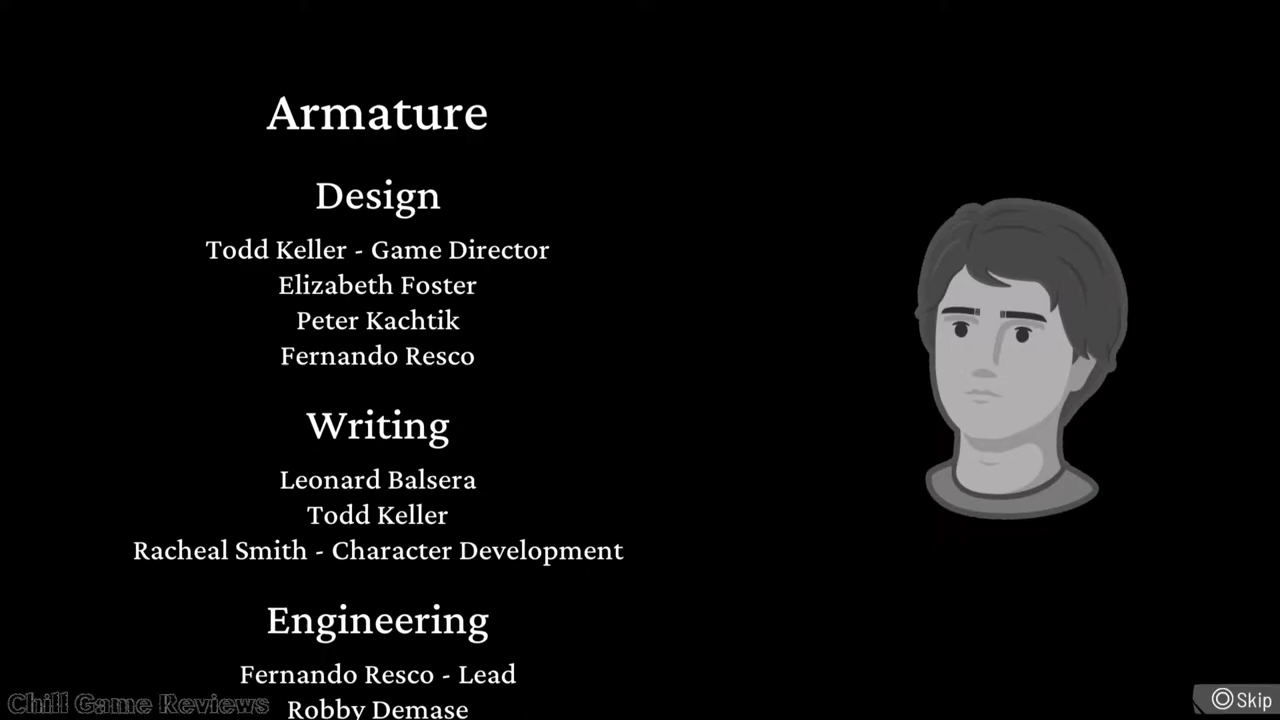 Armature
Design
Todd Keller - Game Director
Elizabeth Foster
Peter Kachtik
Fernando Resco
Writing
Leonard Balsera
Todd Keller
Racheal Smith - Character Development
Engineering
Fernando Resco - Lead
Robby Demase
Chill Game Reviews
Skip